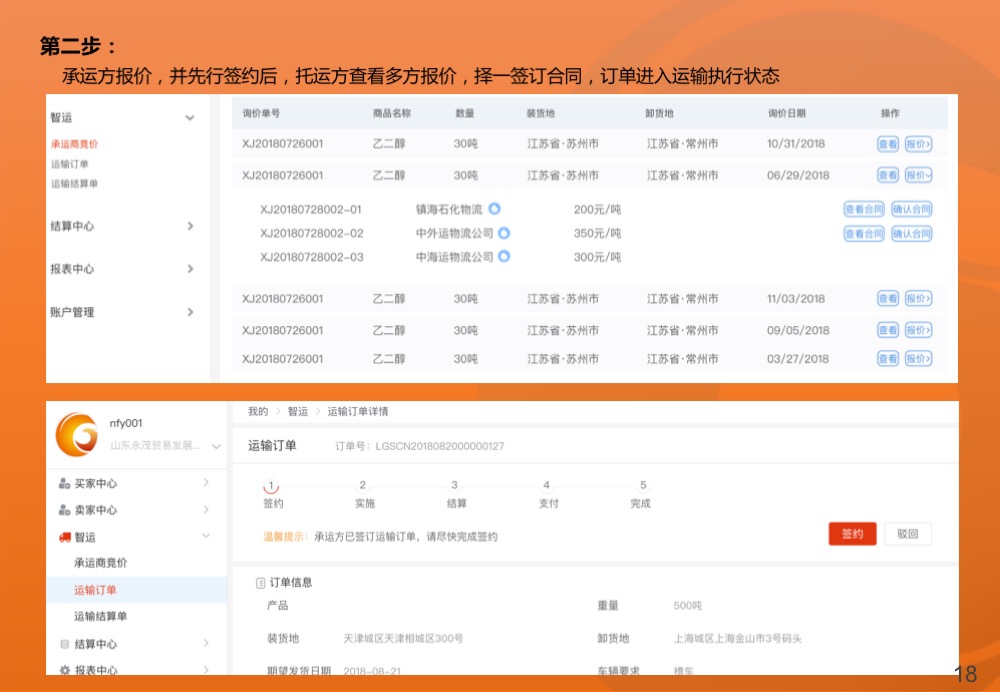 第二步：
承运方报价，并先行签约后，托运方查看多方报价，择一签订合同，订单进入运输执行状态
智运
承运商竞价
运输订单
运输结算单
结算中心
报表中心
账户管理
询价单号 商品名称 数量 装货地 卸货地 询价日期 操作
XJ20180726001 乙二醇 30吨 江苏省·苏州市 江苏省·常州市 10/31/2018 查看 报价
XJ20180726001 乙二醇 30吨 江苏省·苏州市 江苏省·常州市 06/29/2018 查看 报价
XJ20180728002-01 镇海石化物流 200元/吨 查看合同 确认合同
XJ20180728002-02 中外运物流公司 350元/吨 查看合同 确认合同
XJ20180728002-03 中海运物流公司 300元/吨
XJ20180726001 乙二醇 30吨 江苏省·苏州市 江苏省·常州市 11/03/2018 查看 报价
XJ20180726001 乙二醇 30吨 江苏省·苏州市 江苏省·常州市 09/05/2018 查看 报价
XJ20180726001 乙二醇 30吨 江苏省·苏州市 江苏省·常州市 03/27/2018 查看 报价
nfy001
山东永茂贸易发展...
买家中心
卖家中心
智运
承运商竞价
运输订单
运输结算单
结算中心
报表中心
我的 > 智运 > 运输订单详情
运输订单 订单号：LGSCN2018082000000127
1 2 3 4 5
签约 实施 结算 支付 完成
温馨提示：承运方已签订运输订单，请尽快完成签约 签约 驳回
订单信息
产品 重量 500吨
装货地 天津城区天津相城区300号 卸货地 上海城区上海金山市3号码头
期望发货日期 2018-08-21 车辆要求 槽车
18